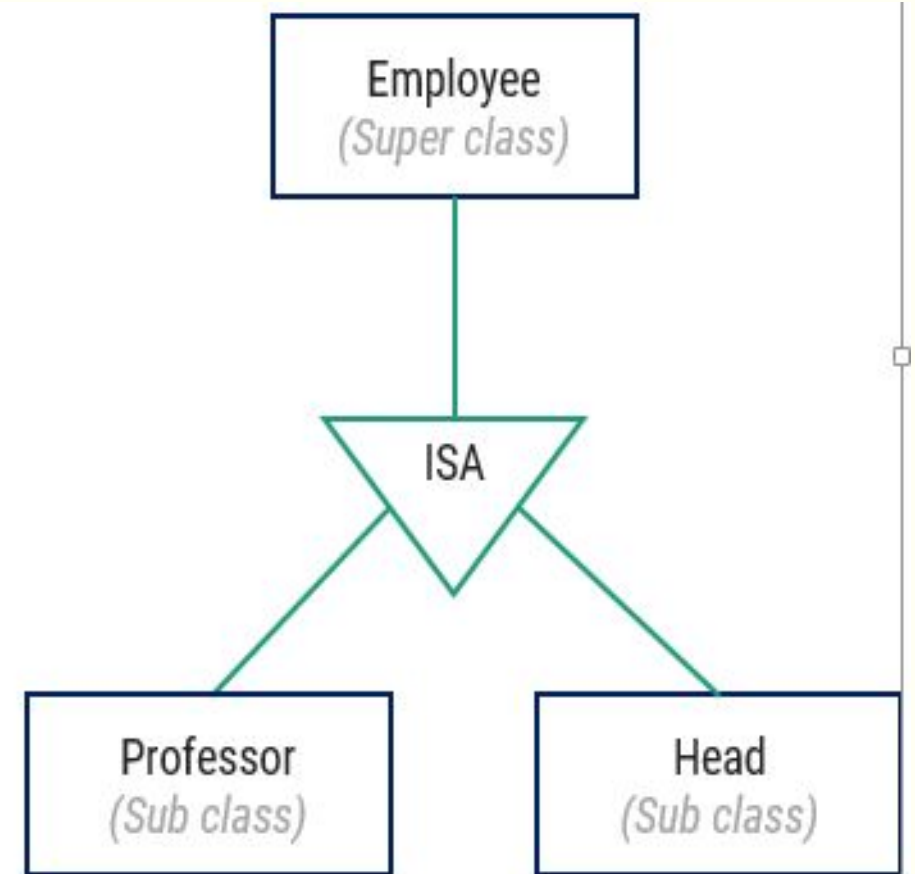 Employee
(Super class)
ISA
Professor
(Sub class)
Head
(Sub class)